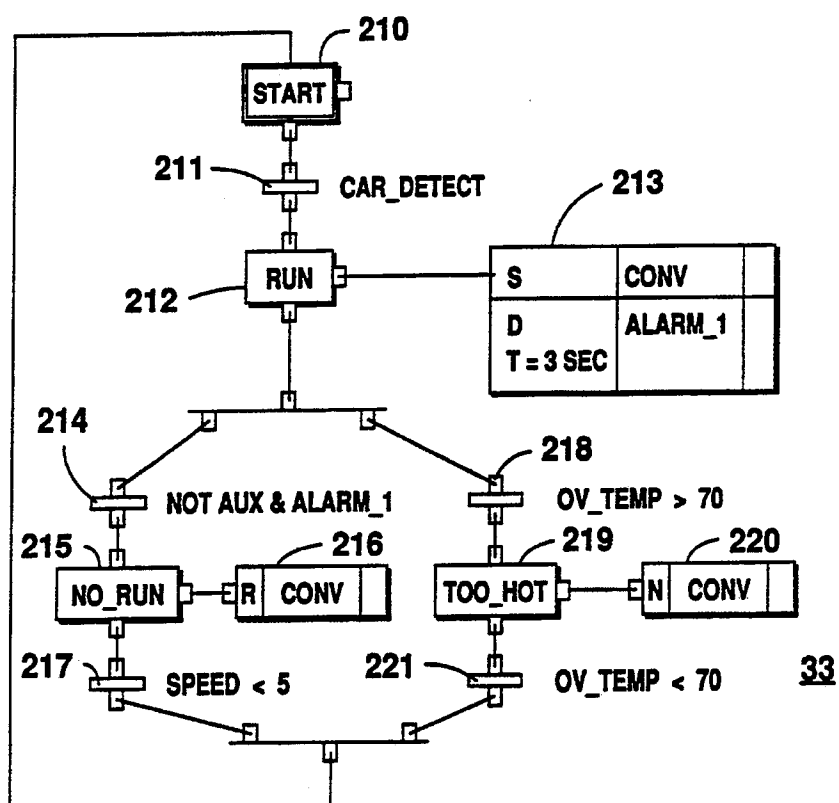 210
START
211
CAR_DETECT
213
212
RUN
S CONV
D ALARM_1
T = 3 SEC
214
218
NOT AUX & ALARM_1
OV_TEMP > 70
215
216
219
220
NO_RUN
R CONV
TOO_HOT
N CONV
217
SPEED < 5
221
OV_TEMP < 70
33